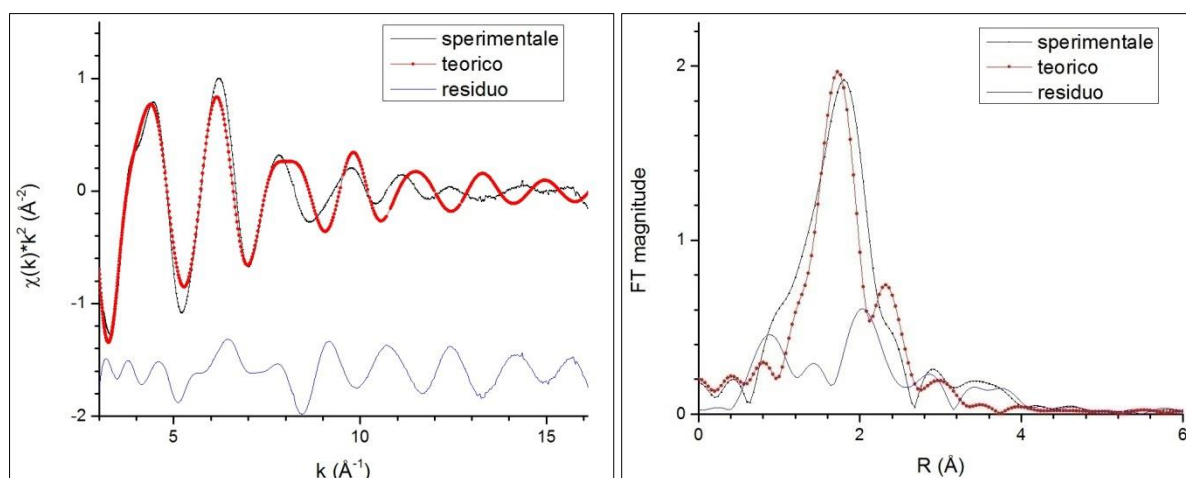 sperimentale
teorico
residuo
1
0
-1
-2
χ(k)*k² (Å⁻²)
5
10
15
k (Å⁻¹)
sperimentale
teorico
residuo
2
1
0
FT magnitude
0
2
4
6
R (Å)